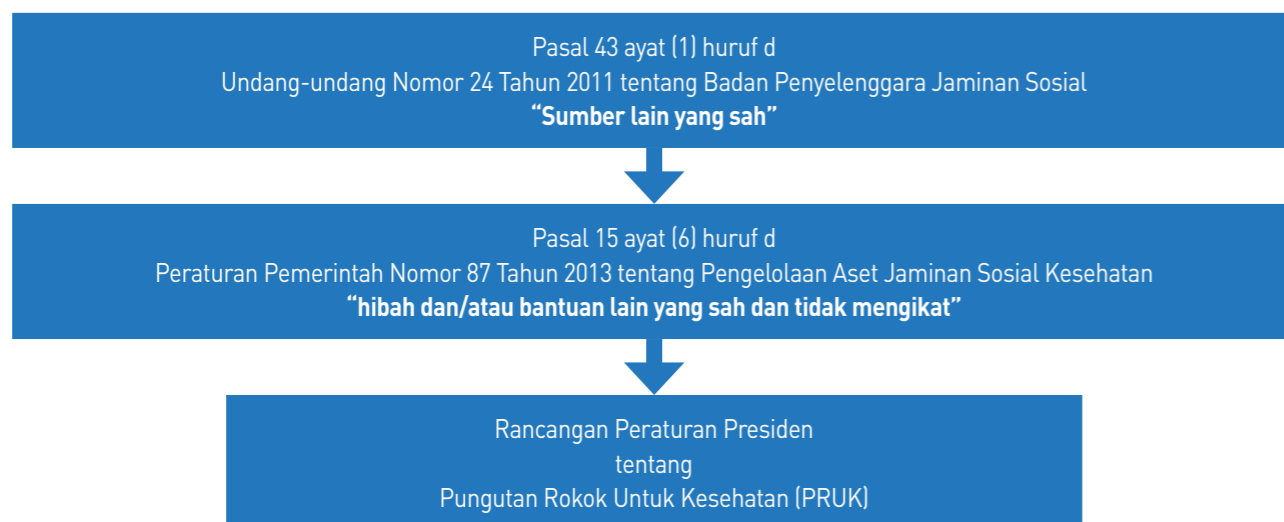 Pasal 43 ayat (1) huruf d
Undang-undang Nomor 24 Tahun 2011 tentang Badan Penyelenggara Jaminan Sosial
“Sumber lain yang sah”
Pasal 15 ayat (6) huruf d
Peraturan Pemerintah Nomor 87 Tahun 2013 tentang Pengelolaan Aset Jaminan Sosial Kesehatan
“hibah dan/atau bantuan lain yang sah dan tidak mengikat”
Rancangan Peraturan Presiden
tentang
Pungutan Rokok Untuk Kesehatan (PRUK)